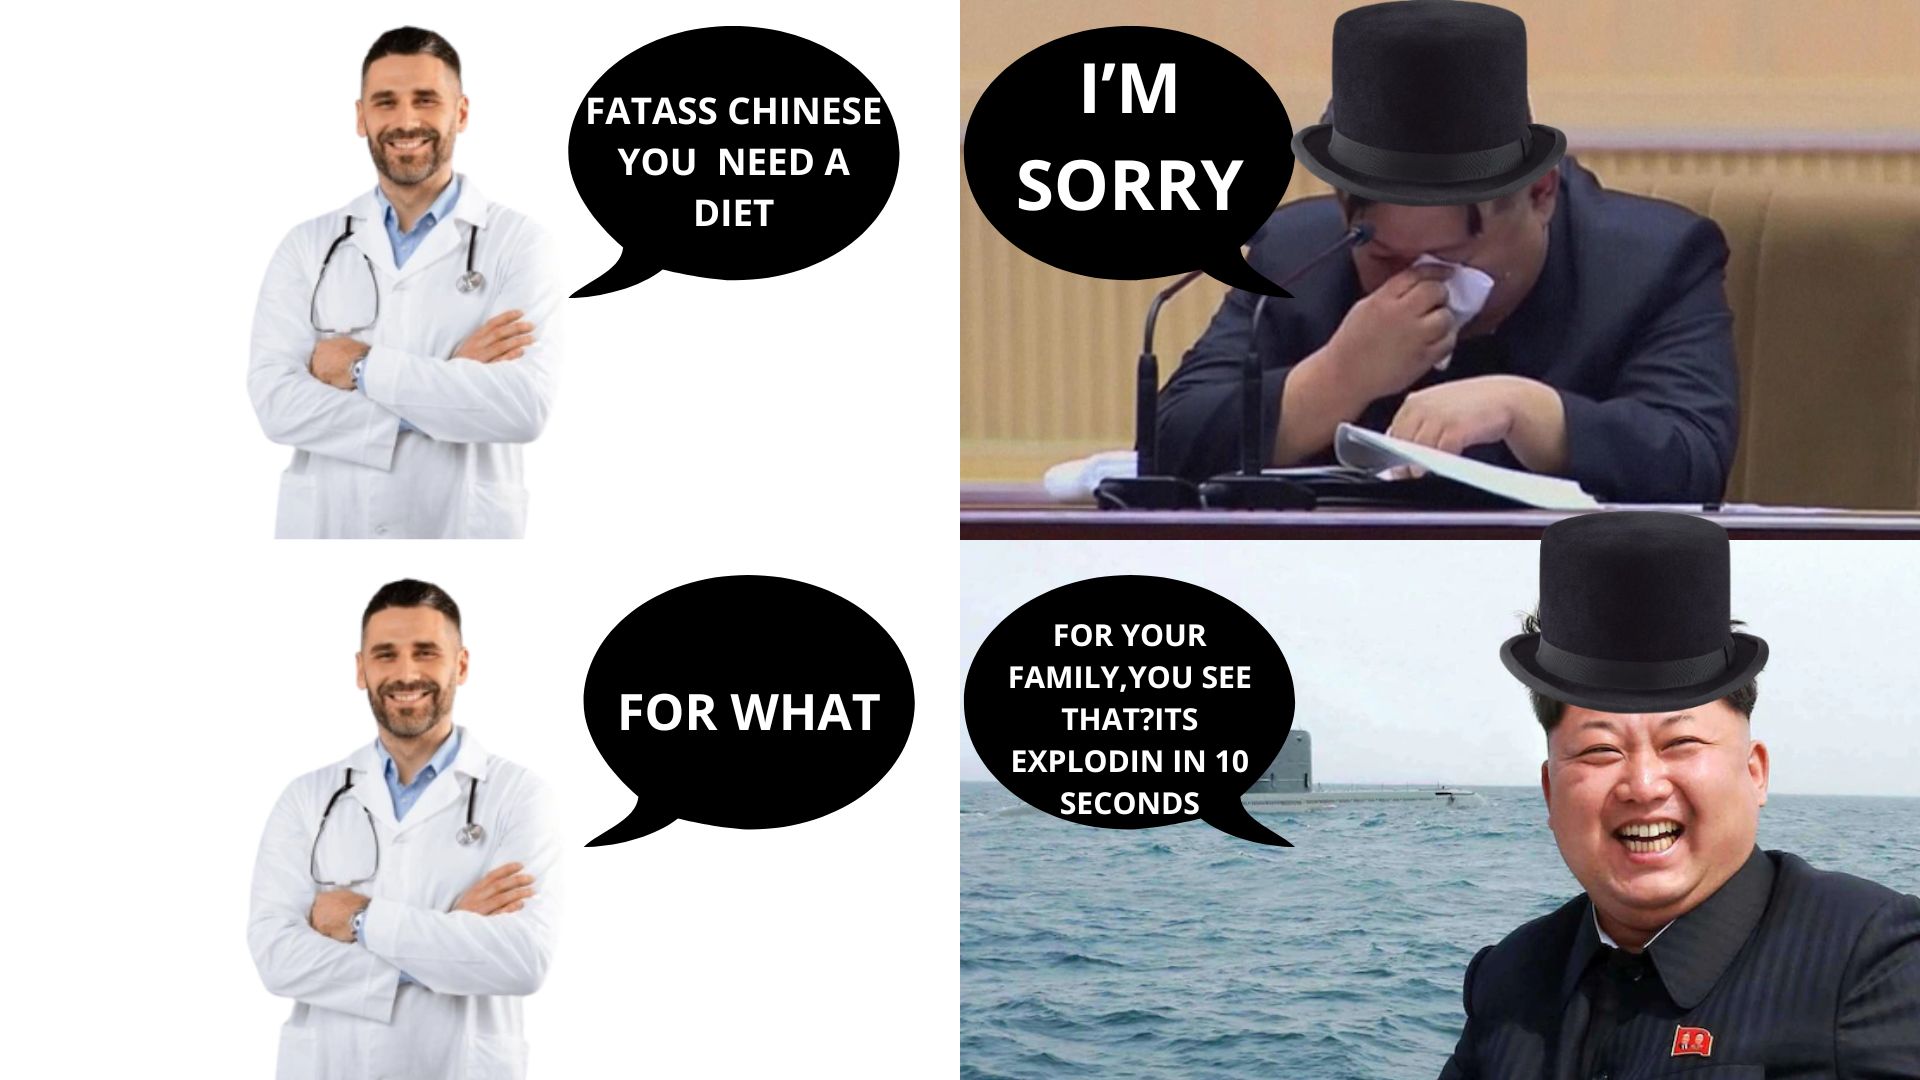 FATASS CHINESE
YOU  NEED A
DIET
I’M
SORRY
FOR WHAT
FOR YOUR
FAMILY,YOU SEE
THAT?ITS
EXPLODIN IN 10
SECONDS